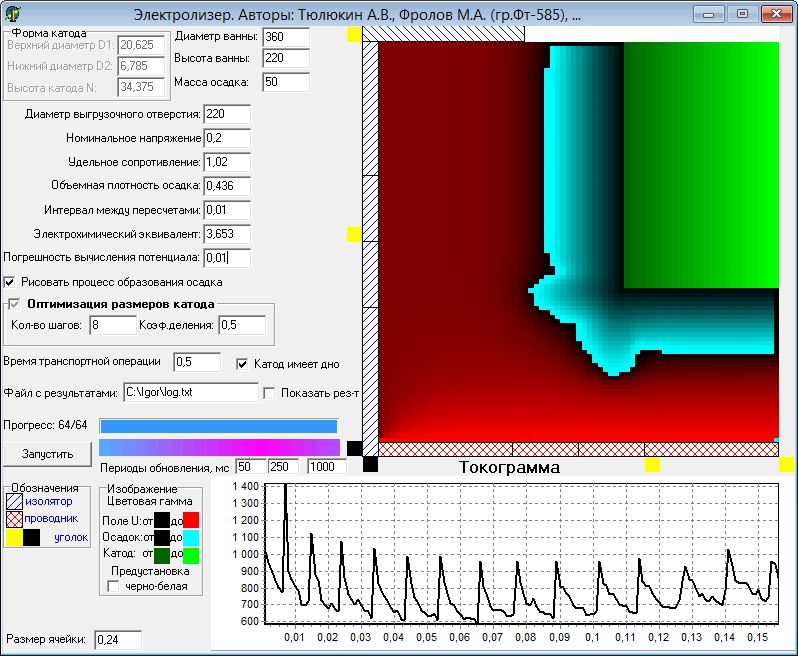 Электролизер. Авторы: Тюлюкин А.В., Фролов М.А. (гр.Фт-585), ...
Форма катода
Верхний диаметр D1: 20,625
Нижний диаметр D2: 6,785
Высота катода N: 34,375
Диаметр ванны: 360
Высота ванны: 220
Масса осадка: 50
Диаметр выгрузочного отверстия: 220
Номинальное напряжение 0,2
Удельное сопротивление: 1,02
Объемная плотность осадка: 0,436
Интервал между пересчетами: 0,01
Электрохимический эквивалент: 3,653
Погрешность вычисления потенциала: 0,01
Рисовать процесс образования осадка
Оптимизация размеров катода
Кол-во шагов: 8 Коэф.деления: 0,5
Время транспортной операции 0,5 Катод имеет дно
Файл с результатами: C:\Igor\log.txt Показать рез-т
Прогресс: 64/64
Запустить
Периоды обновления, мс 50 250 1000
Обозначения
изолятор
проводник
уголок
Изображение
Цветовая гамма
Поле U: от до
Осадок: от до
Катод: от до
Предустановка
черно-белая
Размер ячейки: 0,24
Токограмма
1 400
1 300
1 200
1 100
1 000
900
800
700
600
0,01 0,02 0,03 0,04 0,05 0,06 0,07 0,08 0,09 0,1 0,11 0,12 0,13 0,14 0,15